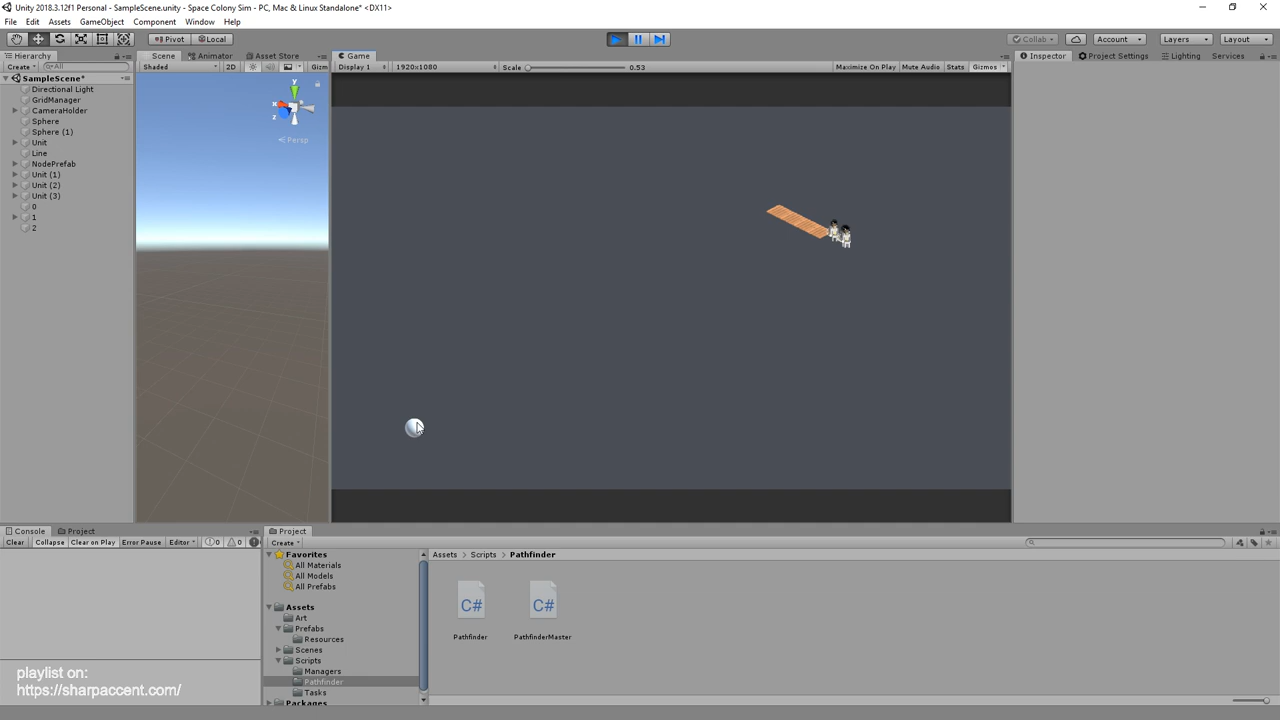 Unity 2018.3.12f1 Personal - SampleScene.unity - Space Colony Sim - PC, Mac & Linux Standalone* <DX11>
File Edit Assets GameObject Component Window Help
Pivot Local Collab Account Layers Layout
Hierarchy Scene Animator Asset Store Game Inspector Project Settings Lighting Services
Create All Shaded 2D Gizm Display 1 1920x1080 Scale 0.53 Maximize On Play Mute Audio Stats Gizmos
SampleScene*
Directional Light
GridManager
CameraHolder
Sphere
Sphere (1)
Unit
Line
NodePrefab
Unit (1)
Unit (2)
Unit (3)
0
1
2
y
x
z
Persp
Console Project Project
Clear Collapse Clear on Play Error Pause Editor 0 0 Create
Favorites
All Materials
All Models
All Prefabs
Assets
Art
Prefabs
Resources
Scenes
Scripts
Managers
Pathfinder
Tasks
Packages
Assets Scripts Pathfinder
C# C#
Pathfinder PathfinderMaster
playlist on:
https://sharpaccent.com/